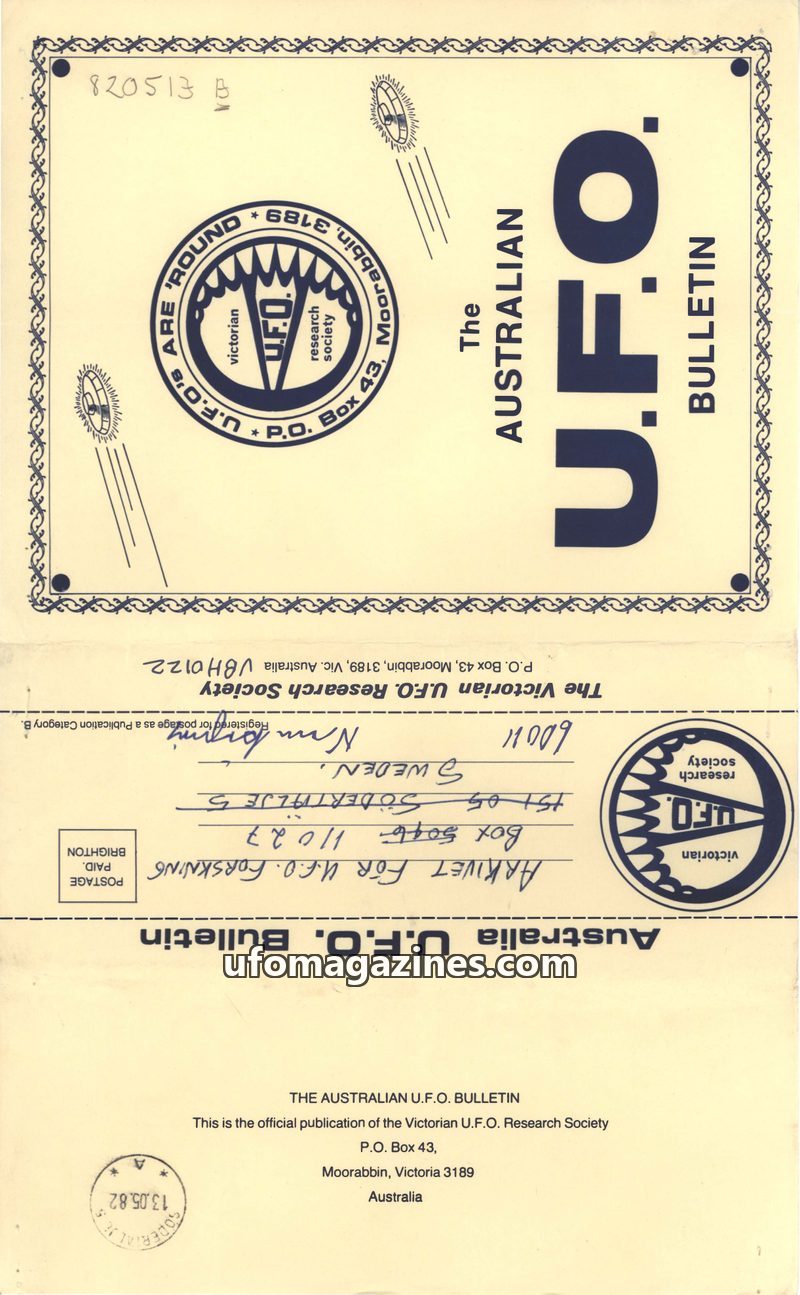 820513 B
The
AUSTRALIAN
U.F.O.
BULLETIN
U.F.O's ARE 'ROUND * P.O. Box 43, Moorabbin, 3189 *
victorian
U.F.O.
research
society
The Victorian U.F.O. Research Society
P.O. Box 43, Moorabbin, 3189, Vic. Australia VBH0122
Registered for postage as a Publication Category B.
POSTAGE
PAID.
BRIGHTON
ARKIVET FÖR U.F.O. FORSKNING
BOX 5046 11027
151 05 SÖDERTÄLJE 5
SWEDEN.
victorian
U.F.O.
research
society
Australia U.F.O. Bulletin
ufomagazines.com
THE AUSTRALIAN U.F.O. BULLETIN
This is the official publication of the Victorian U.F.O. Research Society
P.O. Box 43,
Moorabbin, Victoria 3189
Australia
SÖDERTÄLJE 5
13.05.82
* A *